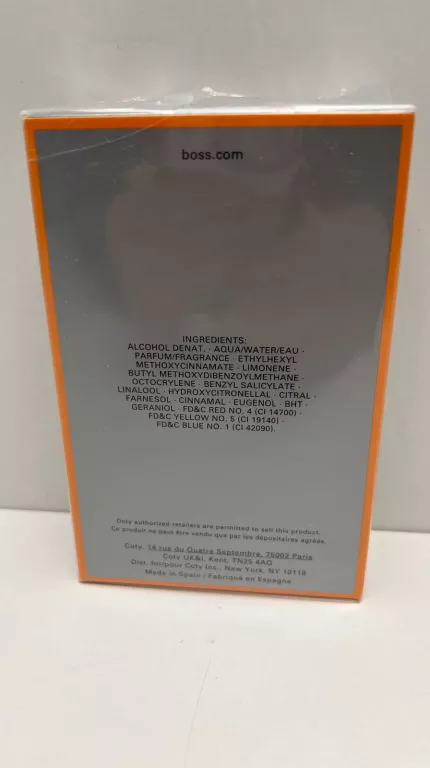 boss.com
INGREDIENTS:
ALCOHOL DENAT. · AQUA/WATER/EAU ·
PARFUM/FRAGRANCE · ETHYLHEXYL
METHOXYCINNAMATE · LIMONENE ·
BUTYL METHOXYDIBENZOYLMETHANE ·
OCTOCRYLENE · BENZYL SALICYLATE ·
LINALOOL · HYDROXYCITRONELLAL · CITRAL ·
FARNESOL · CINNAMAL · EUGENOL · BHT ·
GERANIOL · FD&C RED NO. 4 (CI 14700) ·
FD&C YELLOW NO. 5 (CI 19140) ·
FD&C BLUE NO. 1 (CI 42090).
Only authorized retailers are permitted to sell this product.
Ce produit ne peut être vendu que par les dépositaires agréés.
Coty, 14 rue du Quatre Septembre, 75002 Paris
Coty UK&I, Kent, TN25 4AQ
Dist. for/pour Coty Inc., New York, NY 10118
Made in Spain / Fabriqué en Espagne